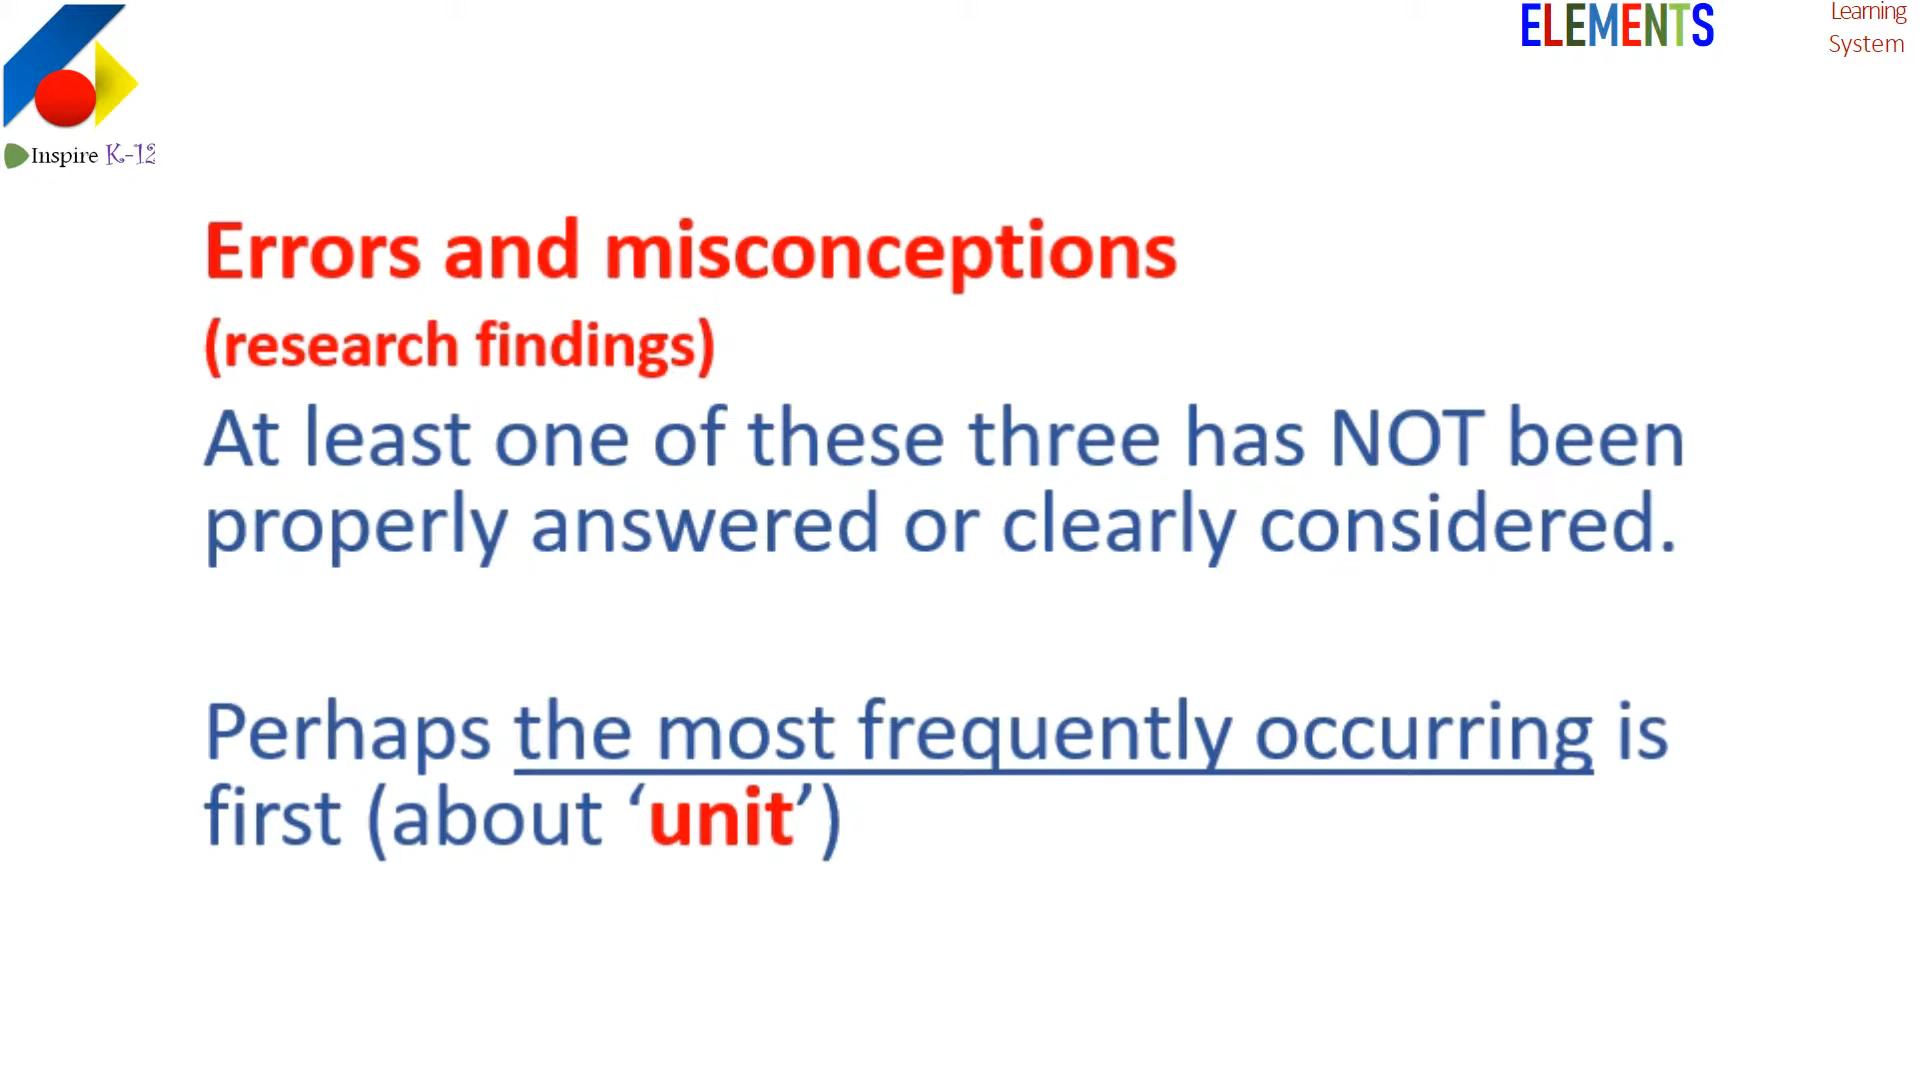 ELEMENTS
Learning
System
Inspire K-12
Errors and misconceptions
(research findings)
At least one of these three has NOT been
properly answered or clearly considered.
Perhaps the most frequently occurring is
first (about ‘unit’)